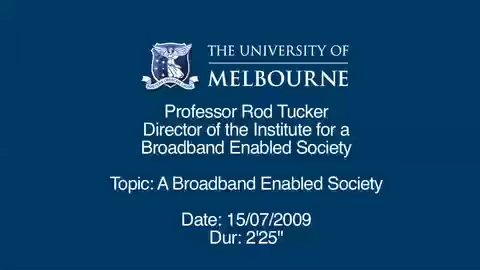 THE UNIVERSITY OF
MELBOURNE
Professor Rod Tucker
Director of the Institute for a
Broadband Enabled Society
Topic: A Broadband Enabled Society
Date: 15/07/2009
Dur: 2'25"